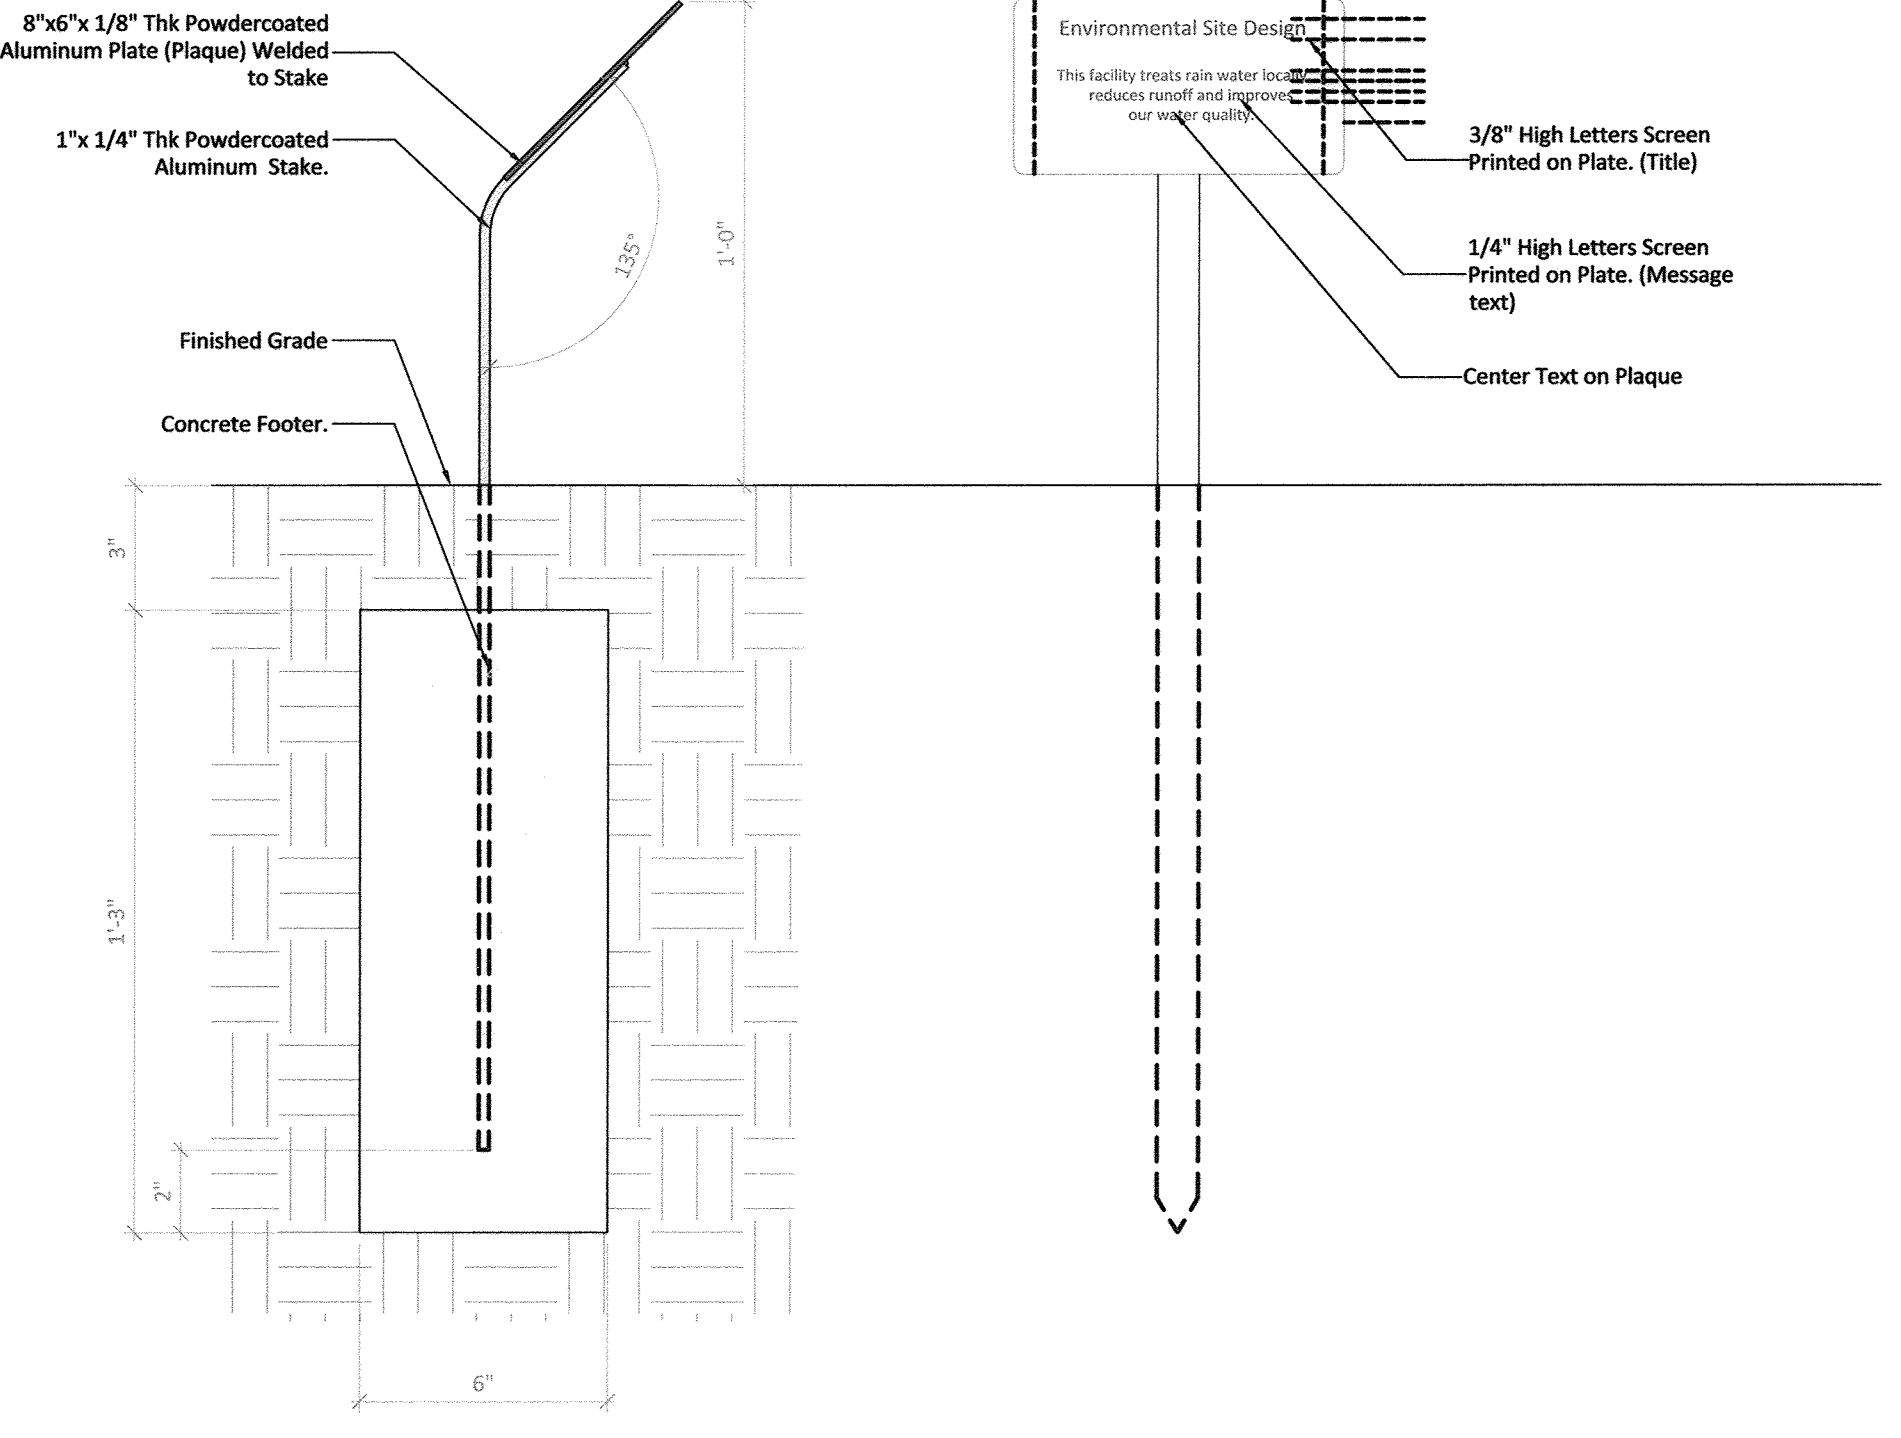 8"x6"x 1/8" Thk Powdercoated
Aluminum Plate (Plaque) Welded
to Stake
1"x 1/4" Thk Powdercoated
Aluminum Stake.
Finished Grade
Concrete Footer.
135°
1'-0"
3"
1'-3"
2"
6"
Environmental Site Design
This facility treats rain water locally
reduces runoff and improves
our water quality.
3/8" High Letters Screen
Printed on Plate. (Title)
1/4" High Letters Screen
Printed on Plate. (Message
text)
Center Text on Plaque